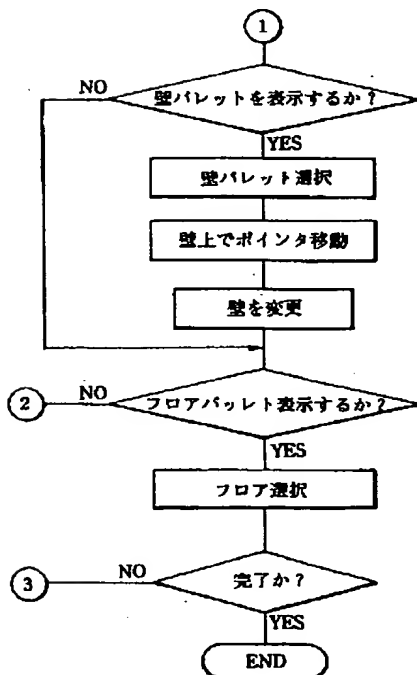 1
NO
壁パレットを表示するか?
YES
壁パレット選択
壁上でポインタ移動
壁を変更
2
NO
フロアパッレト表示するか?
YES
フロア選択
3
NO
完了か?
YES
END